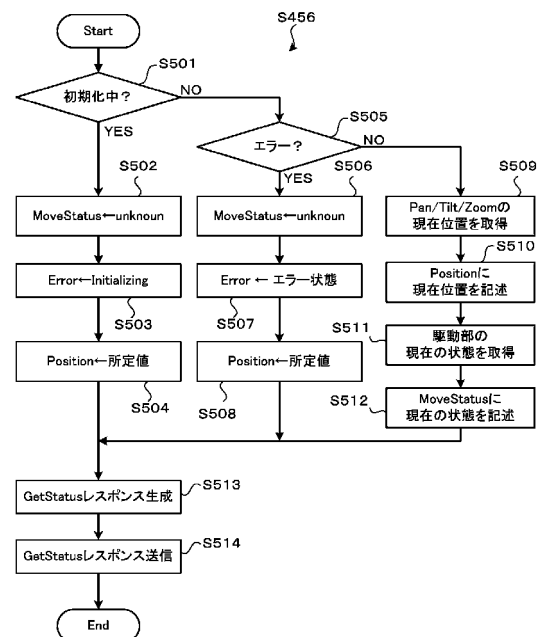 Start
S456
S501
初期化中？
NO
YES
S505
エラー？
NO
YES
S502
MoveStatus←unknoun
S506
MoveStatus←unknoun
S509
Pan/Tilt/Zoomの
現在位置を取得
Error←Initializing
S503
Error ← エラー状態
S507
S510
Positionに
現在位置を記述
Position←所定値
S504
Position←所定値
S508
S511
駆動部の
現在の状態を取得
S512
MoveStatusに
現在の状態を記述
S513
GetStatusレスポンス生成
S514
GetStatusレスポンス送信
End